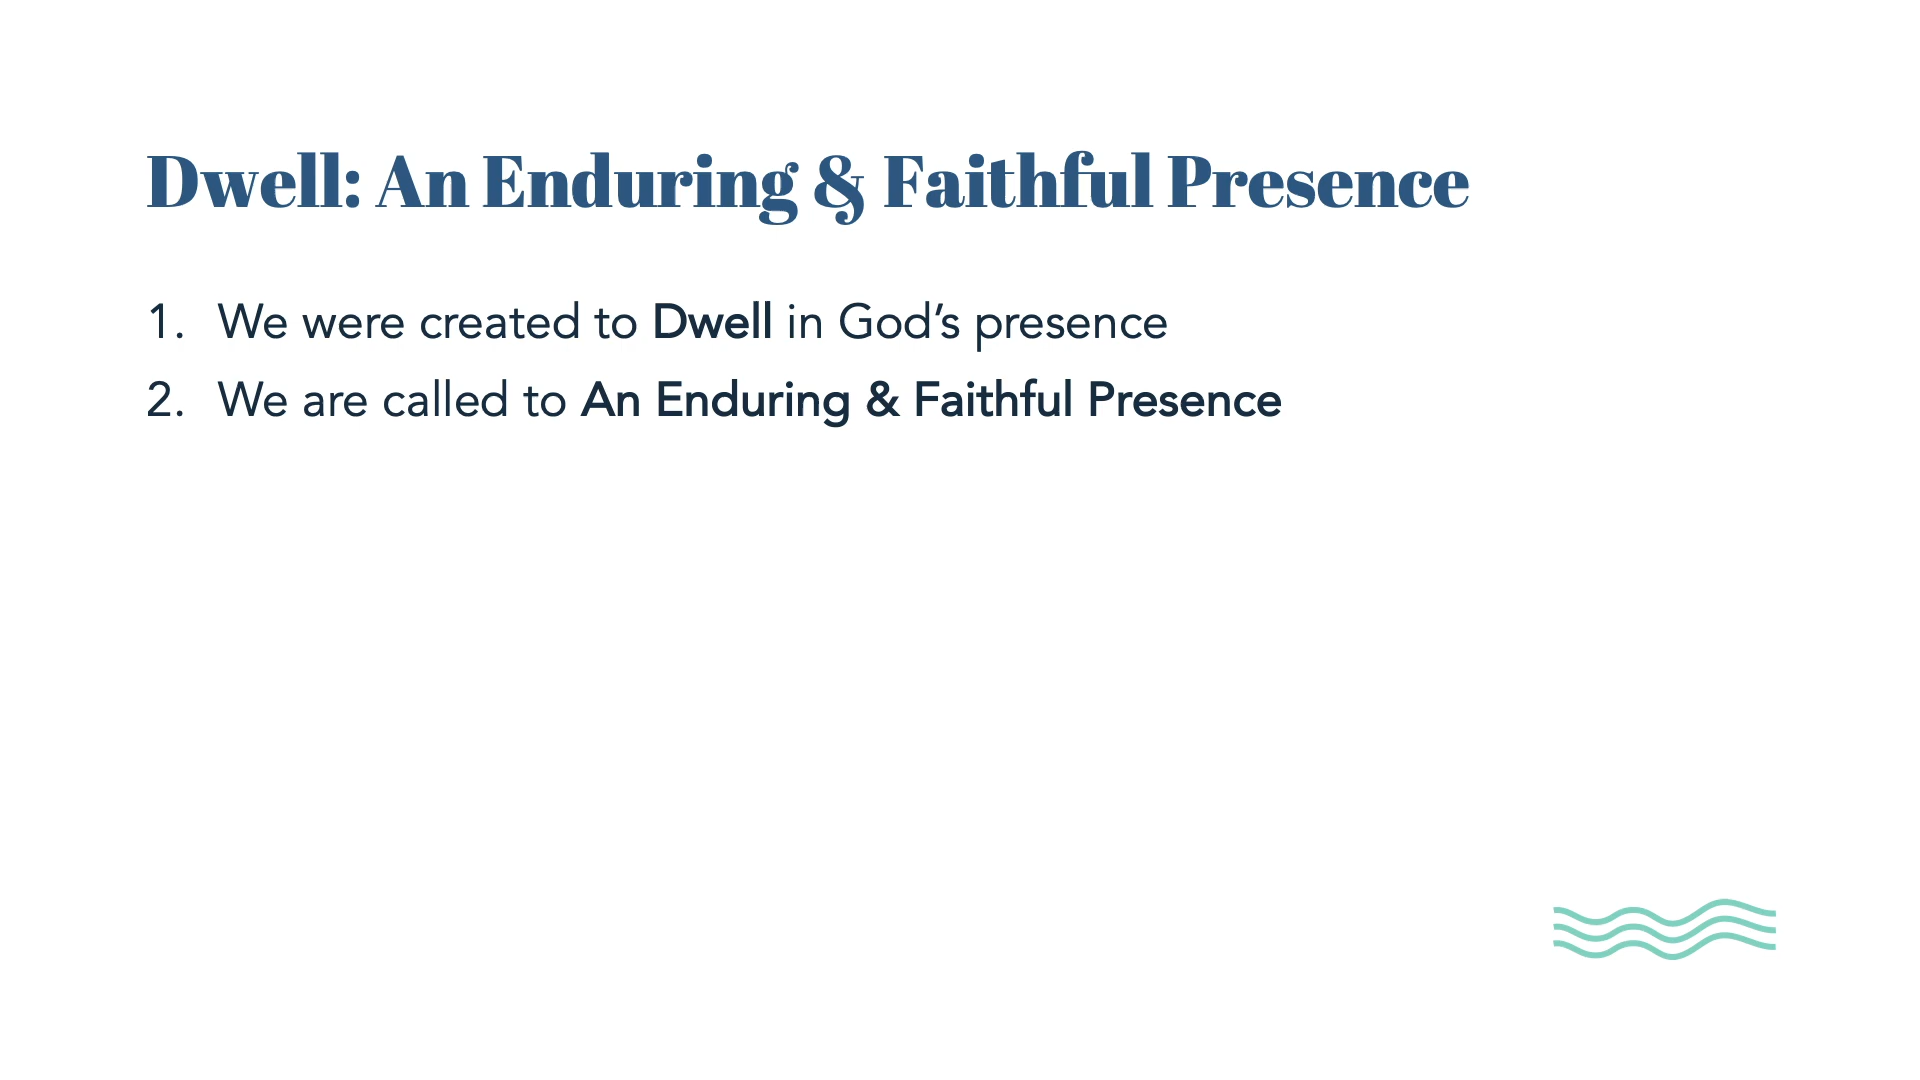 Dwell: An Enduring & Faithful Presence
1. We were created to Dwell in God’s presence
2. We are called to An Enduring & Faithful Presence